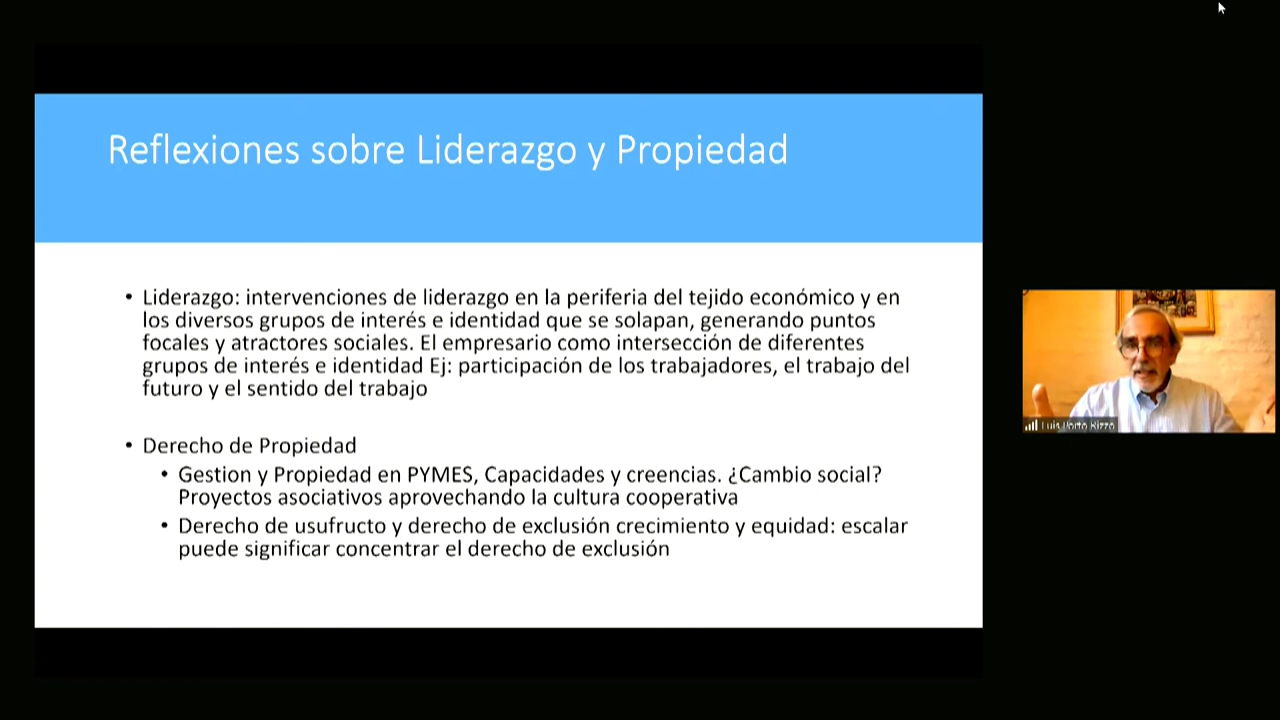 Reflexiones sobre Liderazgo y Propiedad
• Liderazgo: intervenciones de liderazgo en la periferia del tejido económico y en
los diversos grupos de interés e identidad que se solapan, generando puntos
focales y atractores sociales. El empresario como intersección de diferentes
grupos de interés e identidad Ej: participación de los trabajadores, el trabajo del
futuro y el sentido del trabajo
• Derecho de Propiedad
• Gestion y Propiedad en PYMES, Capacidades y creencias. ¿Cambio social?
Proyectos asociativos aprovechando la cultura cooperativa
• Derecho de usufructo y derecho de exclusión crecimiento y equidad: escalar
puede significar concentrar el derecho de exclusión
Luis Porto Rizzo